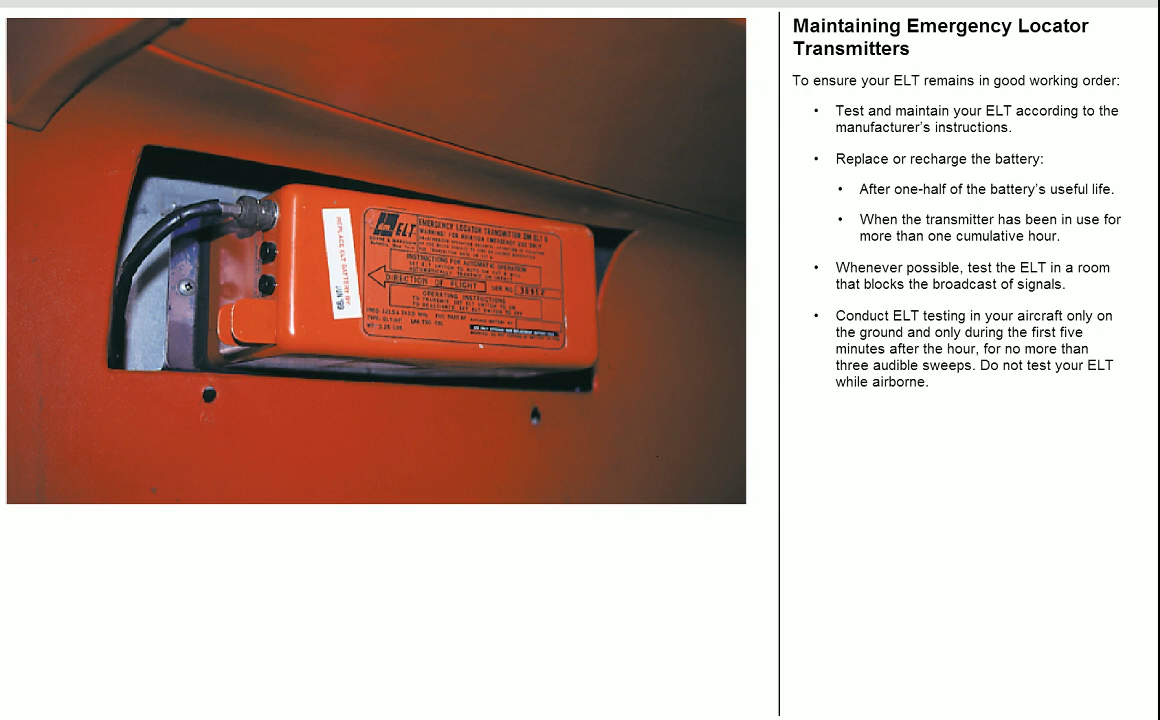 Maintaining Emergency Locator
Transmitters
To ensure your ELT remains in good working order:
• Test and maintain your ELT according to the
manufacturer's instructions.
• Replace or recharge the battery:
• After one-half of the battery's useful life.
• When the transmitter has been in use for
more than one cumulative hour.
• Whenever possible, test the ELT in a room
that blocks the broadcast of signals.
• Conduct ELT testing in your aircraft only on
the ground and only during the first five
minutes after the hour, for no more than
three audible sweeps. Do not test your ELT
while airborne.
REPLACE ELT BATTERY BY
ELT
EMERGENCY LOCATOR TRANSMITTER
INSTRUCTIONS FOR AUTOMATIC OPERATION
DIRECTION OF FLIGHT
SER NO
OPERATING INSTRUCTIONS